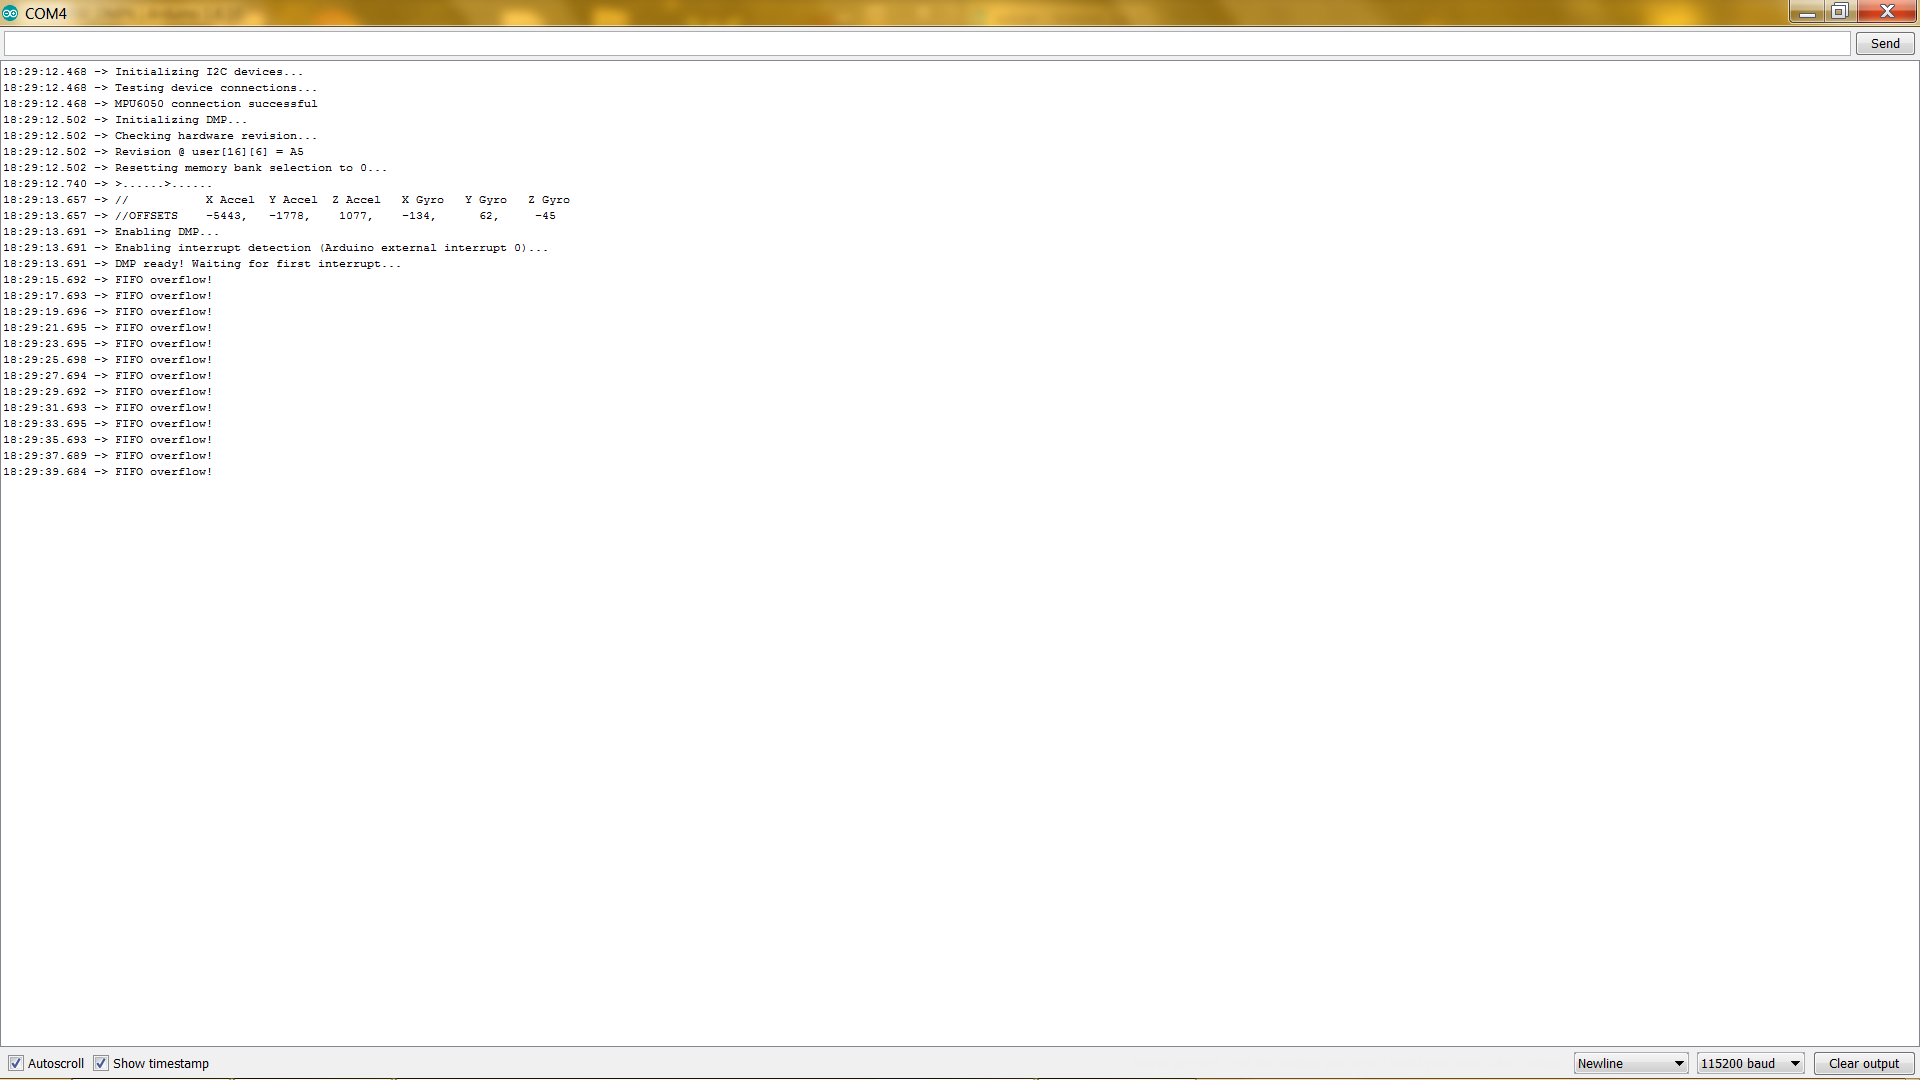 COM4
Send
18:29:12.468 -> Initializing I2C devices...
18:29:12.468 -> Testing device connections...
18:29:12.468 -> MPU6050 connection successful
18:29:12.502 -> Initializing DMP...
18:29:12.502 -> Checking hardware revision...
18:29:12.502 -> Revision @ user[16][6] = A5
18:29:12.502 -> Resetting memory bank selection to 0...
18:29:12.740 -> >......>......
18:29:13.657 -> //           X Accel  Y Accel  Z Accel   X Gyro   Y Gyro   Z Gyro
18:29:13.657 -> //OFFSETS    -5443,   -1778,    1077,    -134,      62,     -45
18:29:13.691 -> Enabling DMP...
18:29:13.691 -> Enabling interrupt detection (Arduino external interrupt 0)...
18:29:13.691 -> DMP ready! Waiting for first interrupt...
18:29:15.692 -> FIFO overflow!
18:29:17.693 -> FIFO overflow!
18:29:19.696 -> FIFO overflow!
18:29:21.695 -> FIFO overflow!
18:29:23.695 -> FIFO overflow!
18:29:25.698 -> FIFO overflow!
18:29:27.694 -> FIFO overflow!
18:29:29.692 -> FIFO overflow!
18:29:31.693 -> FIFO overflow!
18:29:33.695 -> FIFO overflow!
18:29:35.693 -> FIFO overflow!
18:29:37.689 -> FIFO overflow!
18:29:39.684 -> FIFO overflow!
Autoscroll Show timestamp Newline 115200 baud Clear output